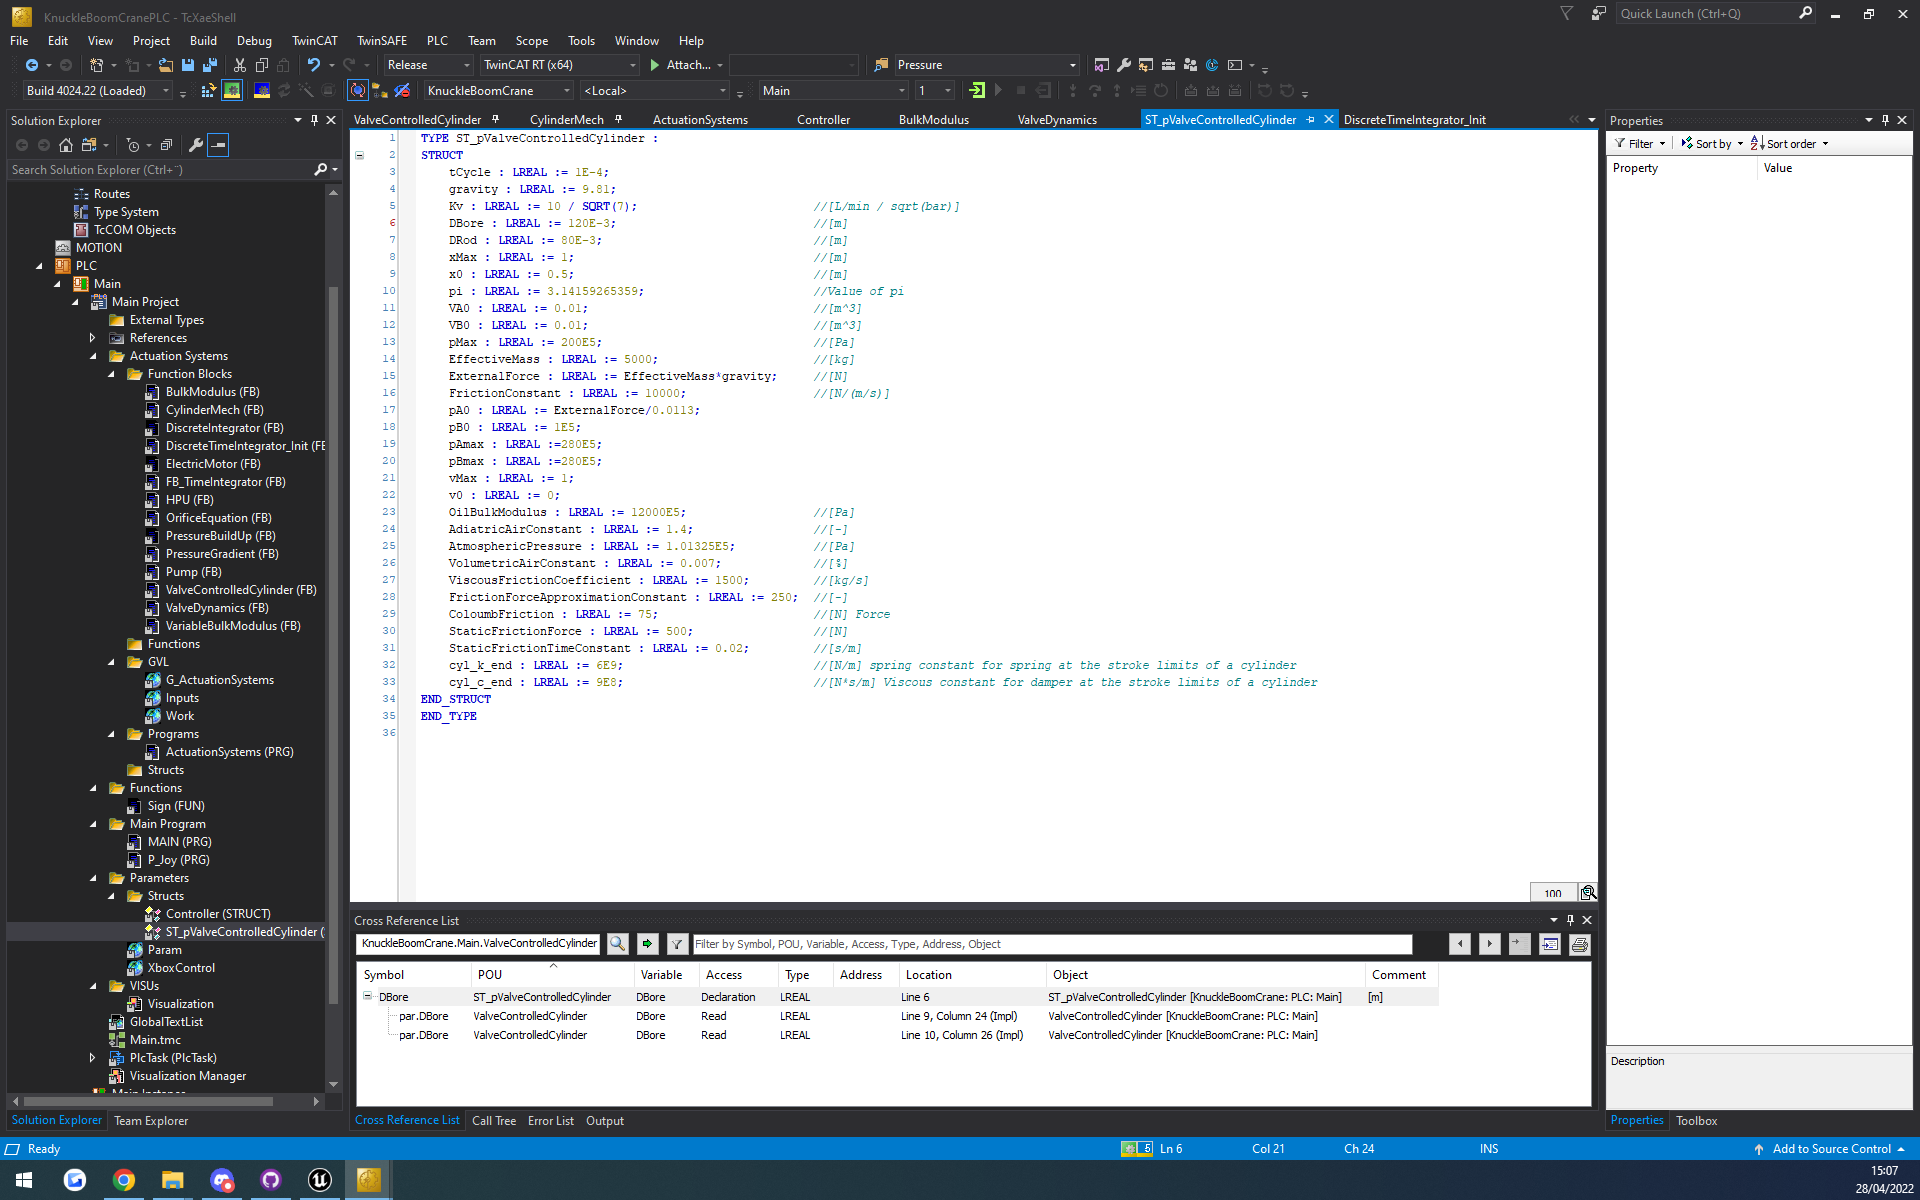 KnuckleBoomCranePLC - TcXaeShell
Quick Launch (Ctrl+Q)
File Edit View Project Build Debug TwinCAT TwinSAFE PLC Team Scope Tools Window Help
Release TwinCAT RT (x64) Attach... Pressure
Build 4024.22 (Loaded) KnuckleBoomCrane <Local> Main 1
Solution Explorer
Search Solution Explorer (Ctrl+¨)
Routes
Type System
TcCOM Objects
MOTION
PLC
Main
Main Project
External Types
References
Actuation Systems
Function Blocks
BulkModulus (FB)
CylinderMech (FB)
DiscreteIntegrator (FB)
DiscreteTimeIntegrator_Init (FE
ElectricMotor (FB)
FB_TimeIntegrator (FB)
HPU (FB)
OrificeEquation (FB)
PressureBuildUp (FB)
PressureGradient (FB)
Pump (FB)
ValveControlledCylinder (FB)
ValveDynamics (FB)
VariableBulkModulus (FB)
Functions
GVL
G_ActuationSystems
Inputs
Work
Programs
ActuationSystems (PRG)
Structs
Functions
Sign (FUN)
Main Program
MAIN (PRG)
P_Joy (PRG)
Parameters
Structs
Controller (STRUCT)
ST_pValveControlledCylinder (
Param
XboxControl
VISUs
Visualization
GlobalTextList
Main.tmc
PlcTask (PlcTask)
Visualization Manager
Solution Explorer Team Explorer
ValveControlledCylinder CylinderMech ActuationSystems Controller BulkModulus ValveDynamics ST_pValveControlledCylinder DiscreteTimeIntegrator_Init
1 TYPE ST_pValveControlledCylinder :
2 STRUCT
3 tCycle : LREAL := 1E-4;
4 gravity : LREAL := 9.81;
5 Kv : LREAL := 10 / SQRT(7); //[L/min / sqrt(bar)]
6 DBore : LREAL := 120E-3; //[m]
7 DRod : LREAL := 80E-3; //[m]
8 xMax : LREAL := 1; //[m]
9 x0 : LREAL := 0.5; //[m]
10 pi : LREAL := 3.14159265359; //Value of pi
11 VA0 : LREAL := 0.01; //[m^3]
12 VB0 : LREAL := 0.01; //[m^3]
13 pMax : LREAL := 200E5; //[Pa]
14 EffectiveMass : LREAL := 5000; //[kg]
15 ExternalForce : LREAL := EffectiveMass*gravity; //[N]
16 FrictionConstant : LREAL := 10000; //[N/(m/s)]
17 pA0 : LREAL := ExternalForce/0.0113;
18 pB0 : LREAL := 1E5;
19 pAmax : LREAL :=280E5;
20 pBmax : LREAL :=280E5;
21 vMax : LREAL := 1;
22 v0 : LREAL := 0;
23 OilBulkModulus : LREAL := 12000E5; //[Pa]
24 AdiatricAirConstant : LREAL := 1.4; //[-]
25 AtmosphericPressure : LREAL := 1.01325E5; //[Pa]
26 VolumetricAirConstant : LREAL := 0.007; //[%]
27 ViscousFrictionCoefficient : LREAL := 1500; //[kg/s]
28 FrictionForceApproximationConstant : LREAL := 250; //[-]
29 ColoumbFriction : LREAL := 75; //[N] Force
30 StaticFrictionForce : LREAL := 500; //[N]
31 StaticFrictionTimeConstant : LREAL := 0.02; //[s/m]
32 cyl_k_end : LREAL := 6E9; //[N/m] spring constant for spring at the stroke limits of a cylinder
33 cyl_c_end : LREAL := 9E8; //[N*s/m] Viscous constant for damper at the stroke limits of a cylinder
34 END_STRUCT
35 END_TYPE
36
100
Cross Reference List
KnuckleBoomCrane.Main.ValveControlledCylinder Filter by Symbol, POU, Variable, Access, Type, Address, Object
Symbol POU Variable Access Type Address Location Object Comment
DBore ST_pValveControlledCylinder DBore Declaration LREAL Line 6 ST_pValveControlledCylinder [KnuckleBoomCrane: PLC: Main] [m]
par.DBore ValveControlledCylinder DBore Read LREAL Line 9, Column 24 (Impl) ValveControlledCylinder [KnuckleBoomCrane: PLC: Main]
par.DBore ValveControlledCylinder DBore Read LREAL Line 10, Column 26 (Impl) ValveControlledCylinder [KnuckleBoomCrane: PLC: Main]
Cross Reference List Call Tree Error List Output
Properties
Filter Sort by Sort order
Property Value
Description
Properties Toolbox
Ready 5 Ln 6 Col 21 Ch 24 INS Add to Source Control
15:07
28/04/2022